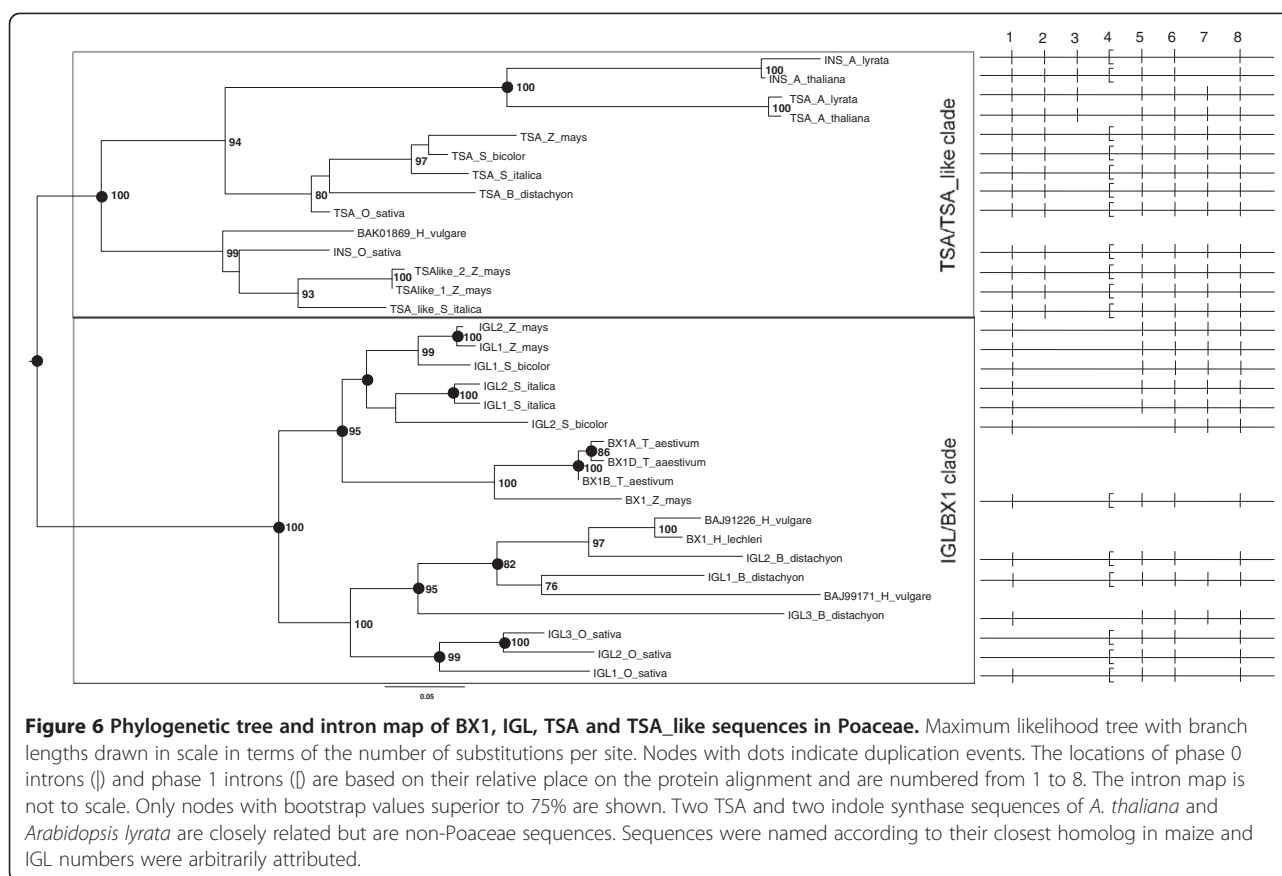 1 2 3 4 5 6 7 8
INS_A_lyrata
100
INS_A_thaliana
100
TSA_A_lyrata
100
TSA_A_thaliana
94
TSA_Z_mays
TSA_S_bicolor
97
TSA_S_italica
TSA_B_distachyon
80
100
TSA_O_sativa
BAK01869_H_vulgare
99
INS_O_sativa
TSAlike_2_Z_mays
100
TSAlike_1_Z_mays
93
TSA_like_S_italica
TSA/TSA_like clade
IGL2_Z_mays
100
IGL1_Z_mays
99
IGL1_S_bicolor
IGL2_S_italica
100
IGL1_S_italica
IGL2_S_bicolor
95
BX1A_T_aestivum
86
BX1D_T_aaestivum
100
BX1B_T_aestivum
100
BX1_Z_mays
BAJ91226_H_vulgare
100
100
BX1_H_lechleri
97
IGL2_B_distachyon
82
IGL1_B_distachyon
76
95
BAJ99171_H_vulgare
IGL3_B_distachyon
100
IGL3_O_sativa
100
IGL2_O_sativa
99
IGL1_O_sativa
IGL/BX1 clade
0.05
Figure 6 Phylogenetic tree and intron map of BX1, IGL, TSA and TSA_like sequences in Poaceae. Maximum likelihood tree with branch
lengths drawn in scale in terms of the number of substitutions per site. Nodes with dots indicate duplication events. The locations of phase 0
introns (|) and phase 1 introns ([) are based on their relative place on the protein alignment and are numbered from 1 to 8. The intron map is
not to scale. Only nodes with bootstrap values superior to 75% are shown. Two TSA and two indole synthase sequences of A. thaliana and
Arabidopsis lyrata are closely related but are non-Poaceae sequences. Sequences were named according to their closest homolog in maize and
IGL numbers were arbitrarily attributed.